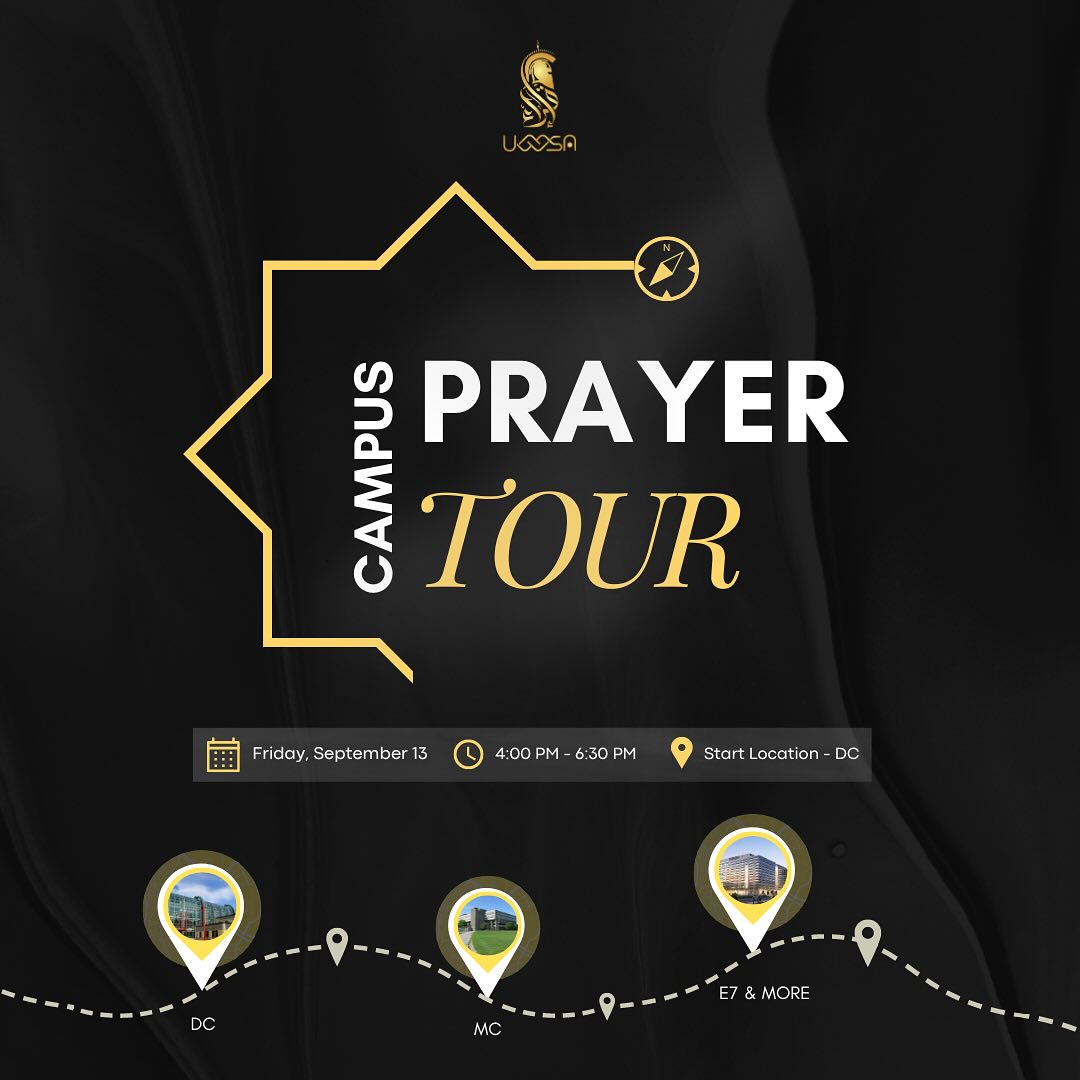 N
CAMPUS
PRAYER
TOUR
Friday, September 13
4:00 PM - 6:30 PM
Start Location - DC
DC
MC
E7 & MORE